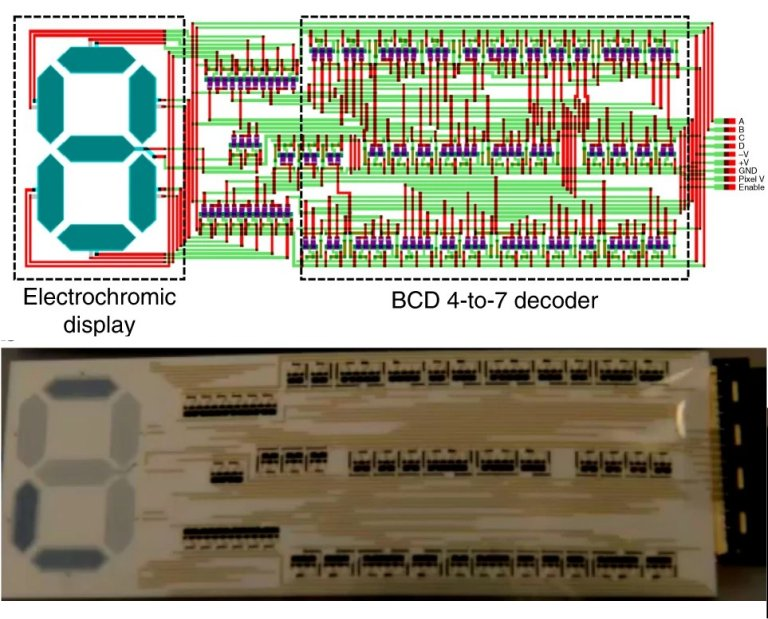 A
B
C
D
–V
+V
GND
Pixel V
Enable
Electrochromic
display
BCD 4-to-7 decoder